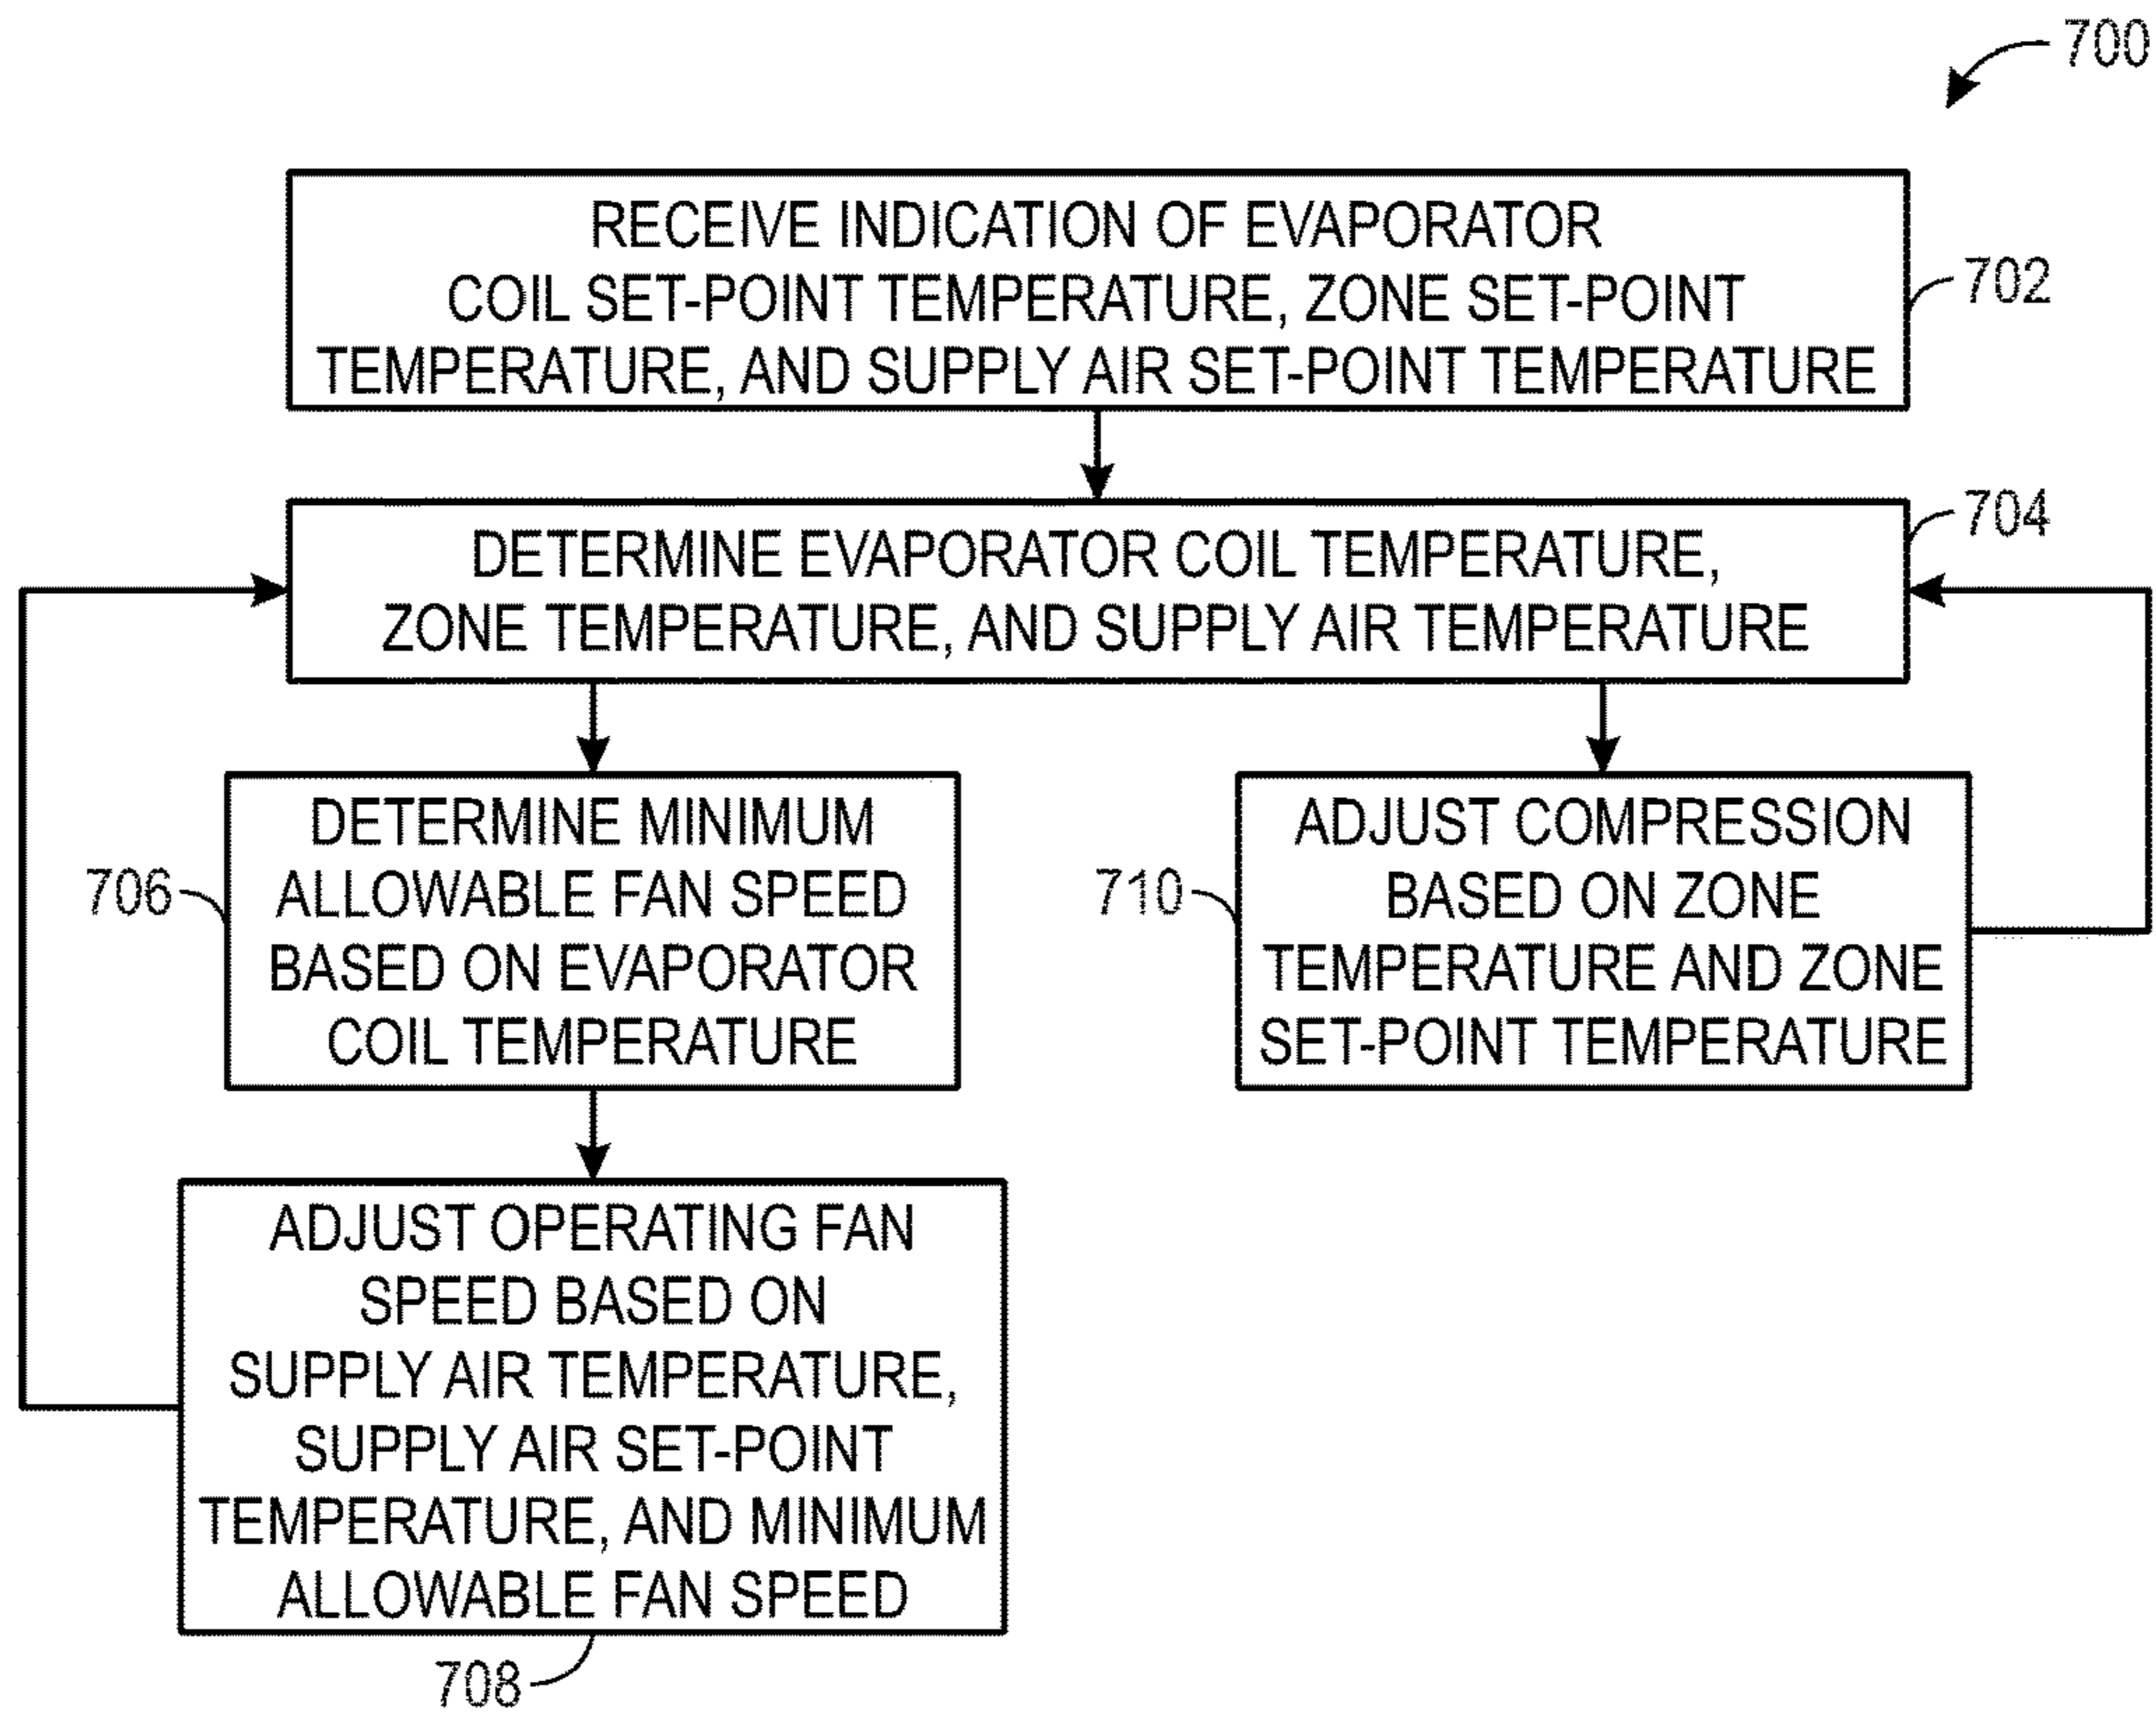 700
RECEIVE INDICATION OF EVAPORATOR
COIL SET-POINT TEMPERATURE, ZONE SET-POINT
TEMPERATURE, AND SUPPLY AIR SET-POINT TEMPERATURE
702
DETERMINE EVAPORATOR COIL TEMPERATURE,
ZONE TEMPERATURE, AND SUPPLY AIR TEMPERATURE
704
DETERMINE MINIMUM
ALLOWABLE FAN SPEED
BASED ON EVAPORATOR
COIL TEMPERATURE
706
ADJUST COMPRESSION
BASED ON ZONE
TEMPERATURE AND ZONE
SET-POINT TEMPERATURE
710
ADJUST OPERATING FAN
SPEED BASED ON
SUPPLY AIR TEMPERATURE,
SUPPLY AIR SET-POINT
TEMPERATURE, AND MINIMUM
ALLOWABLE FAN SPEED
708